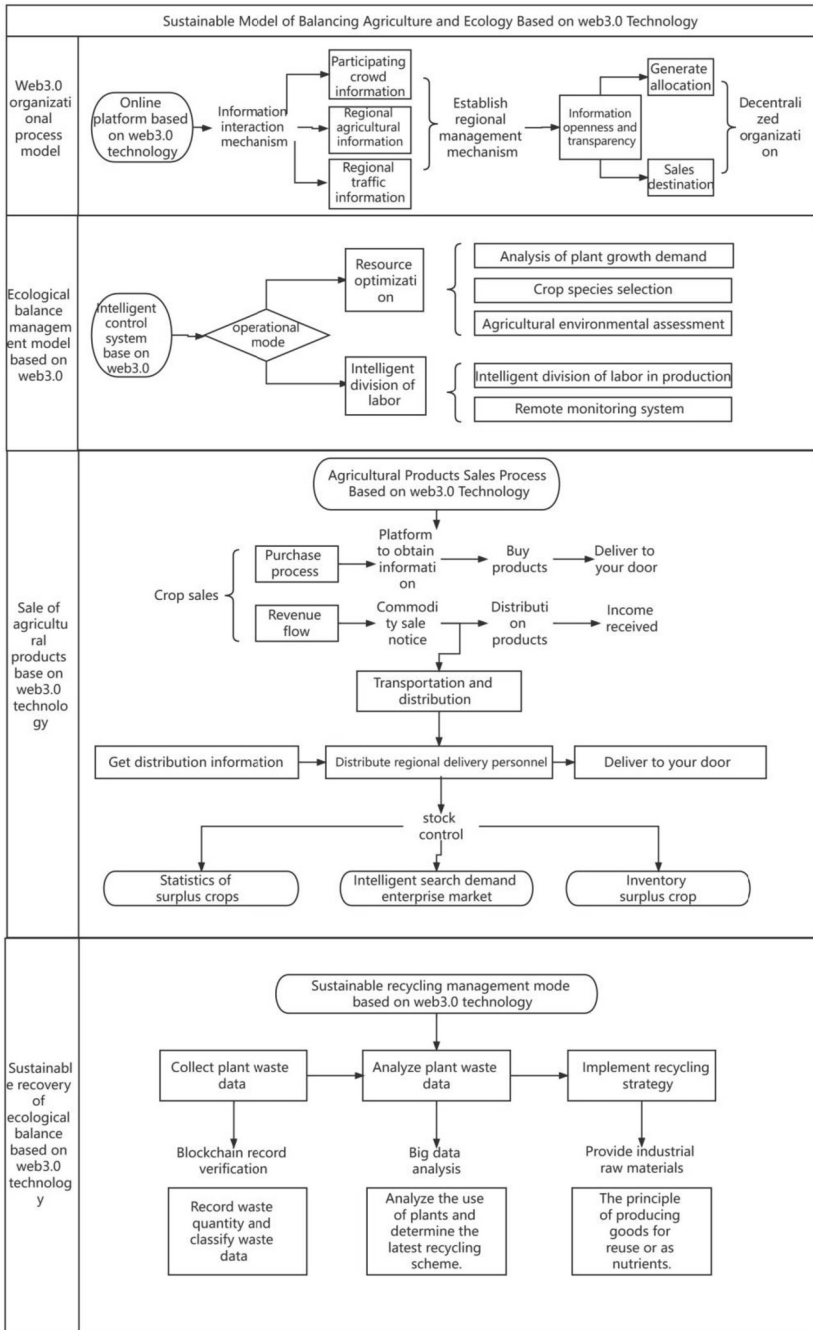 Sustainable Model of Balancing Agriculture and Ecology Based on web3.0 Technology
Web3.0
organizati
onal
process
model
Online
platform based
on web3.0
technology
Information
interaction
mechanism
Participating
crowd
information
Regional
agricultural
information
Regional
traffic
information
Establish
regional
management
mechanism
Information
openness and
transparency
Generate
allocation
Sales
destination
Decentrali
zed
organizati
on
Ecological
balance
managem
ent model
based on
web3.0
Intelligent
control
system
base on
web3.0
operational
mode
Resource
optimizati
on
Intelligent
division of
labor
Analysis of plant growth demand
Crop species selection
Agricultural environmental assessment
Intelligent division of labor in production
Remote monitoring system
Sale of
agricultu
ral
products
base on
web3.0
technolo
gy
Agricultural Products Sales Process
Based on web3.0 Technology
Crop sales
Purchase
process
Platform
to obtain
informati
on
Buy
products
Deliver to
your door
Revenue
flow
Commodi
ty sale
notice
Distributi
on
products
Income
received
Transportation and
distribution
Get distribution information
Distribute regional delivery personnel
Deliver to your door
stock
control
Statistics of
surplus crops
Intelligent search demand
enterprise market
Inventory
surplus crop
Sustainabl
e recovery
of
ecological
balance
based on
web3.0
technolog
y
Sustainable recycling management mode
based on web3.0 technology
Collect plant waste
data
Analyze plant waste
data
Implement recycling
strategy
Blockchain record
verification
Big data
analysis
Provide industrial
raw materials
Record waste
quantity and
classify waste
data
Analyze the use
of plants and
determine the
latest recycling
scheme.
The principle
of producing
goods for
reuse or as
nutrients.